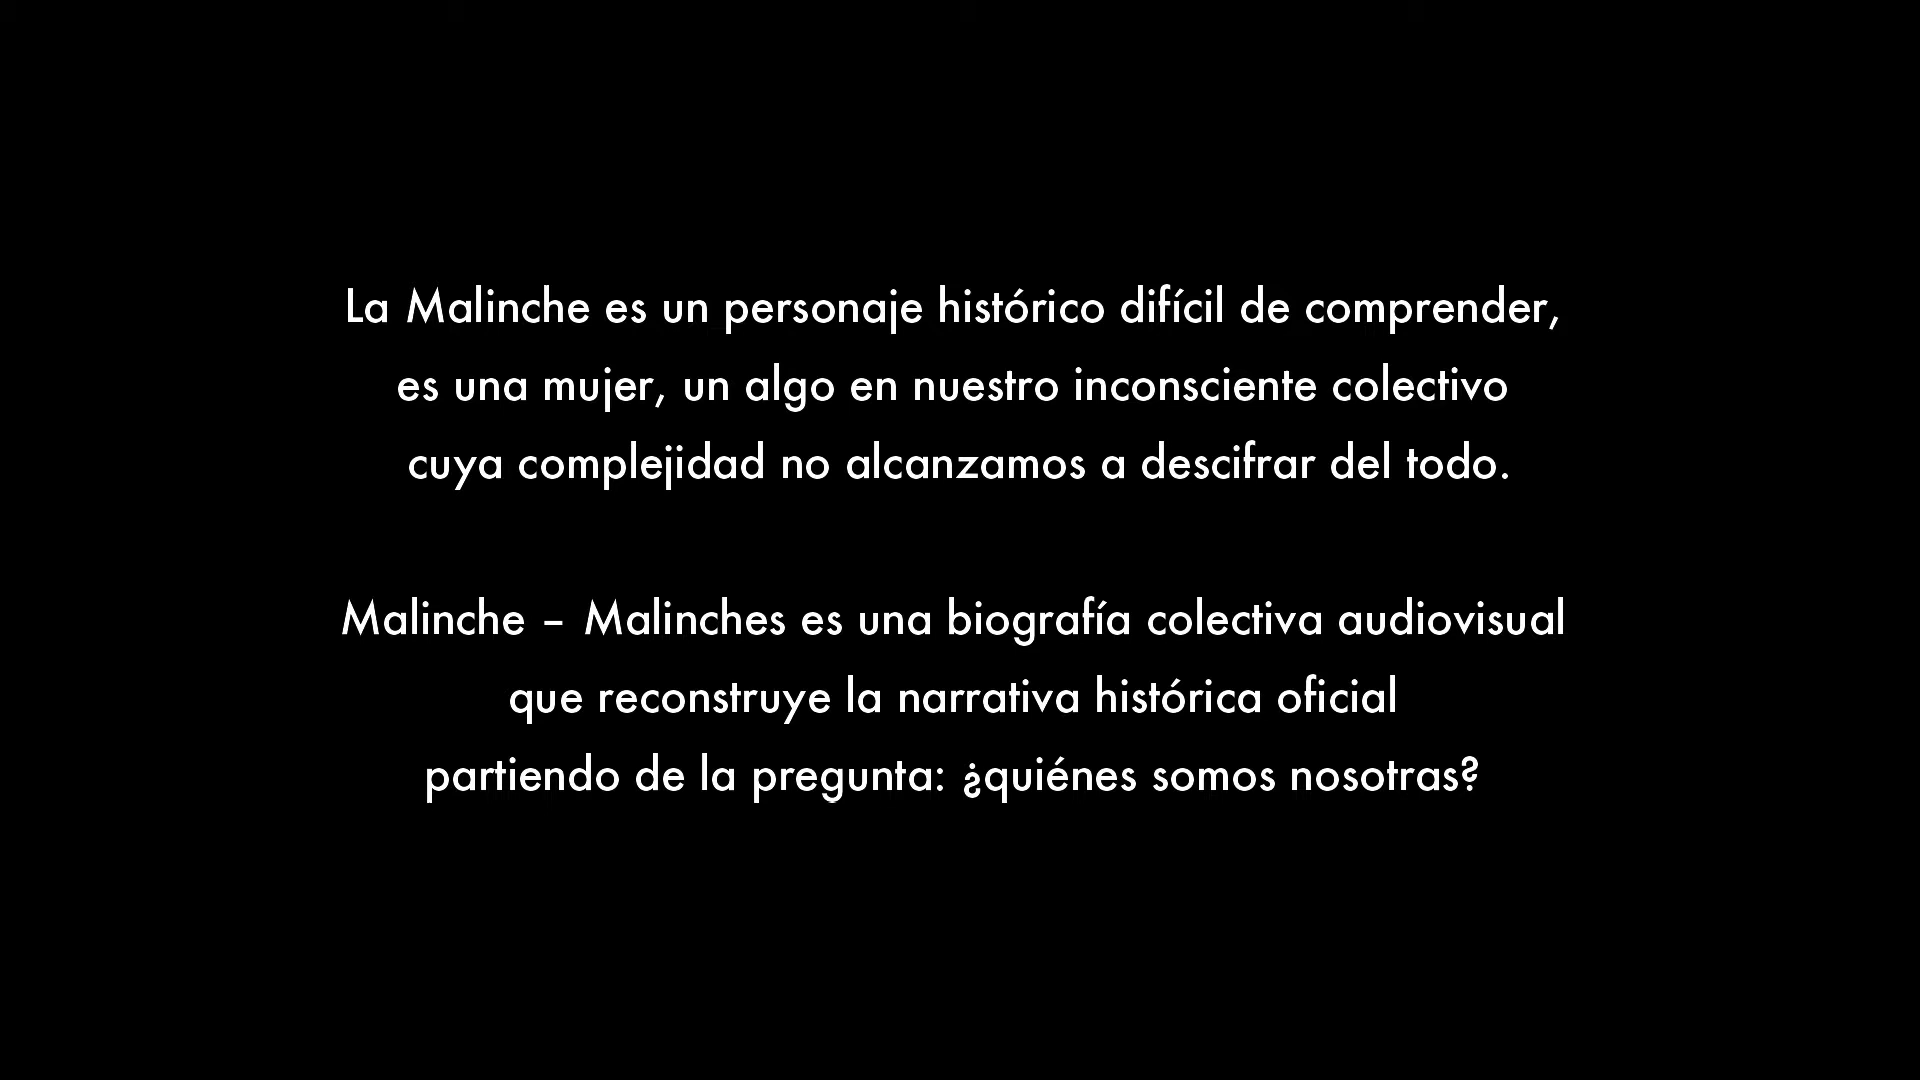 La Malinche es un personaje histórico difícil de comprender,
es una mujer, un algo en nuestro inconsciente colectivo
cuya complejidad no alcanzamos a descifrar del todo.
Malinche – Malinches es una biografía colectiva audiovisual
que reconstruye la narrativa histórica oficial
partiendo de la pregunta: ¿quiénes somos nosotras?